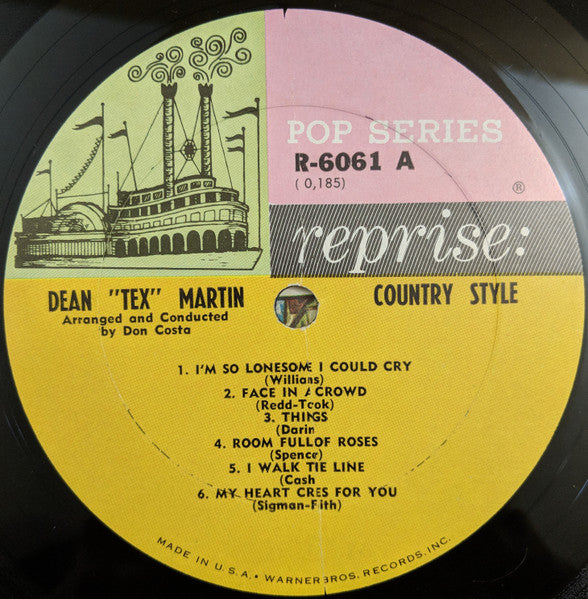 POP SERIES
R-6061 A
( 0,185)
®
reprise:
DEAN "TEX" MARTIN
Arranged and Conducted
by Don Costa
COUNTRY STYLE
1. I'M SO LONESOME I COULD CRY
(Williams)
2. FACE IN A CROWD
(Redd-Tcok)
3. THINGS
(Darin
4. ROOM FULLOF ROSES
(Spence)
5. I WALK TIE LINE
(Cash
6. MY HEART CRES FOR YOU
(Sigman-Fith)
MADE IN U.S.A. • WARNER BROS. RECORDS, INC.